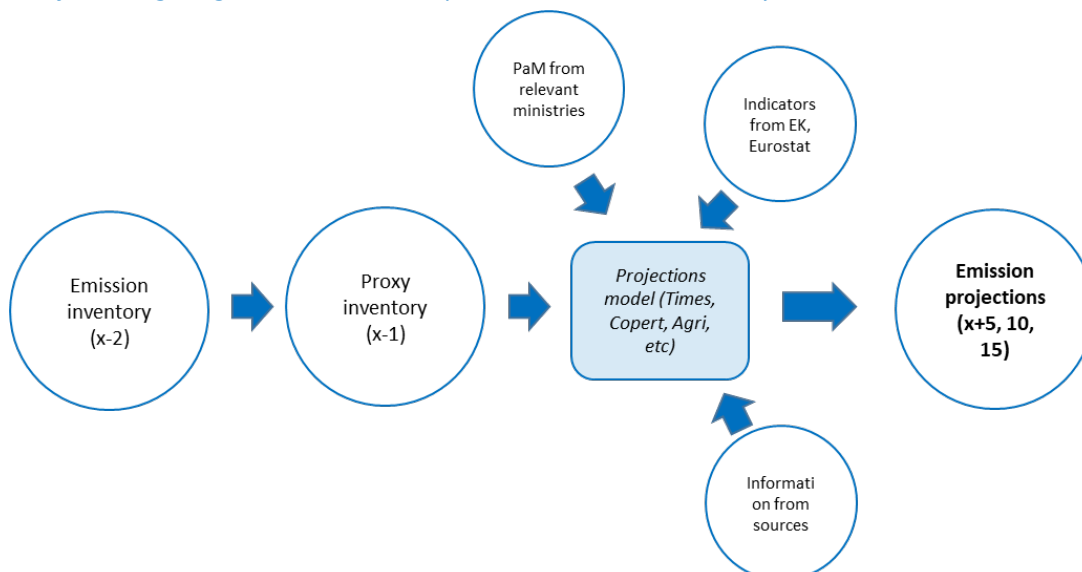 PaM from
relevant
ministries
Indicators
from EK,
Eurostat
Emission
inventory
(x-2)
Proxy
inventory
(x-1)
Projections
model (Times,
Copert, Agri,
etc)
Emission
projections
(x+5, 10,
15)
Informati
on from
sources